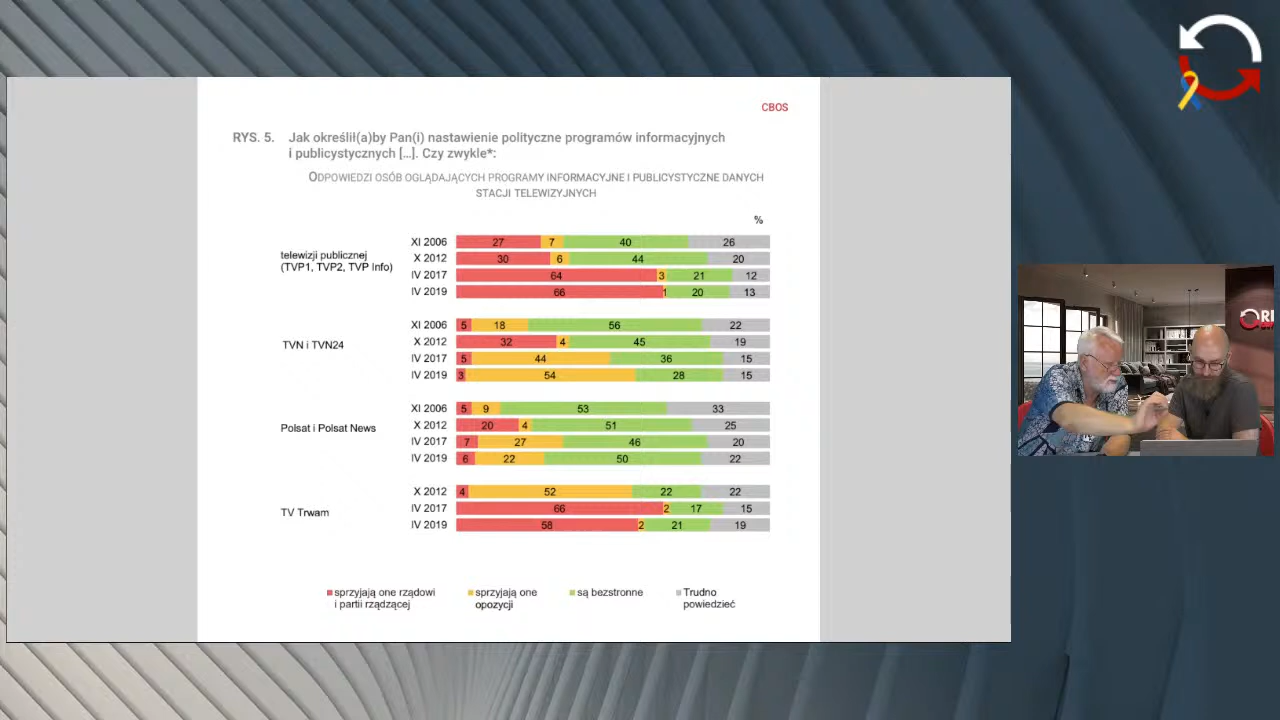 CBOS
RYS. 5. Jak określił(a)by Pan(i) nastawienie polityczne programów informacyjnych
i publicystycznych [...]. Czy zwykle*:
ODPOWIEDZI OSÓB OGLĄDAJĄCYCH PROGRAMY INFORMACYJNE I PUBLICYSTYCZNE DANYCH
STACJI TELEWIZYJNYCH
%
telewizji publicznej
(TVP1, TVP2, TVP Info)
XI 2006 27 7 40 26
X 2012 30 6 44 20
IV 2017 64 3 21 12
IV 2019 66 1 20 13
TVN i TVN24
XI 2006 5 18 56 22
X 2012 32 4 45 19
IV 2017 5 44 36 15
IV 2019 3 54 28 15
Polsat i Polsat News
XI 2006 5 9 53 33
X 2012 20 4 51 25
IV 2017 7 27 46 20
IV 2019 6 22 50 22
TV Trwam
X 2012 4 52 22 22
IV 2017 66 2 17 15
IV 2019 58 2 21 19
sprzyjają one rządowi
i partii rządzącej
sprzyjają one
opozycji
są bezstronne
Trudno
powiedzieć